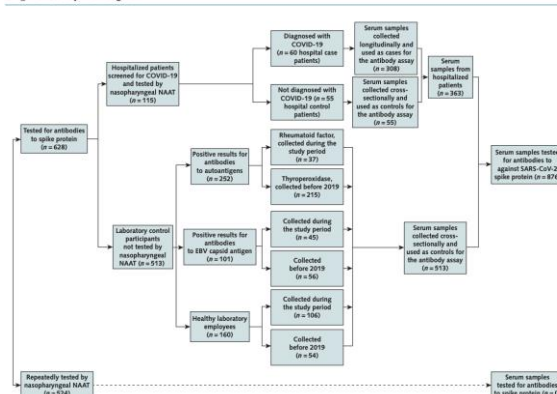 Diagnosed with
COVID-19
(n = 60 hospital case
patients)
Serum samples
collected
longitudinally and
used as cases for
the antibody assay
(n = 308)
Hospitalized patients
screened for COVID-19
and tested by
nasopharyngeal NAAT
(n = 115)
Serum
samples from
hospitalized
patients
(n = 363)
Not diagnosed with
COVID-19 (n = 55
hospital control
patients)
Serum samples
collected cross-
sectionally and
used as controls for
the antibody assay
(n = 55)
Tested for antibodies
to spike protein
(n = 628)
Rheumatoid factor,
collected during the
study period
(n = 37)
Positive results for
antibodies
to autoantigens
(n = 252)
Thyroperoxidase,
collected before 2019
(n = 215)
Serum samples tested
for antibodies to
against SARS-CoV-2
spike protein (n = 876
Laboratory control
participants
not tested by
nasopharyngeal
NAAT (n = 513)
Positive results for
antibodies
to EBV capsid antigen
(n = 101)
Collected during
the study period
(n = 45)
Collected
before 2019
(n = 56)
Serum samples
collected cross-
sectionally and
used as controls for
the antibody assay
(n = 513)
Healthy laboratory
employees
(n = 160)
Collected during
the study period
(n = 106)
Collected
before 2019
(n = 54)
Repeatedly tested by
nasopharyngeal NAAT
(n = 524)
Serum samples
tested for antibodies
to spike protein (n =